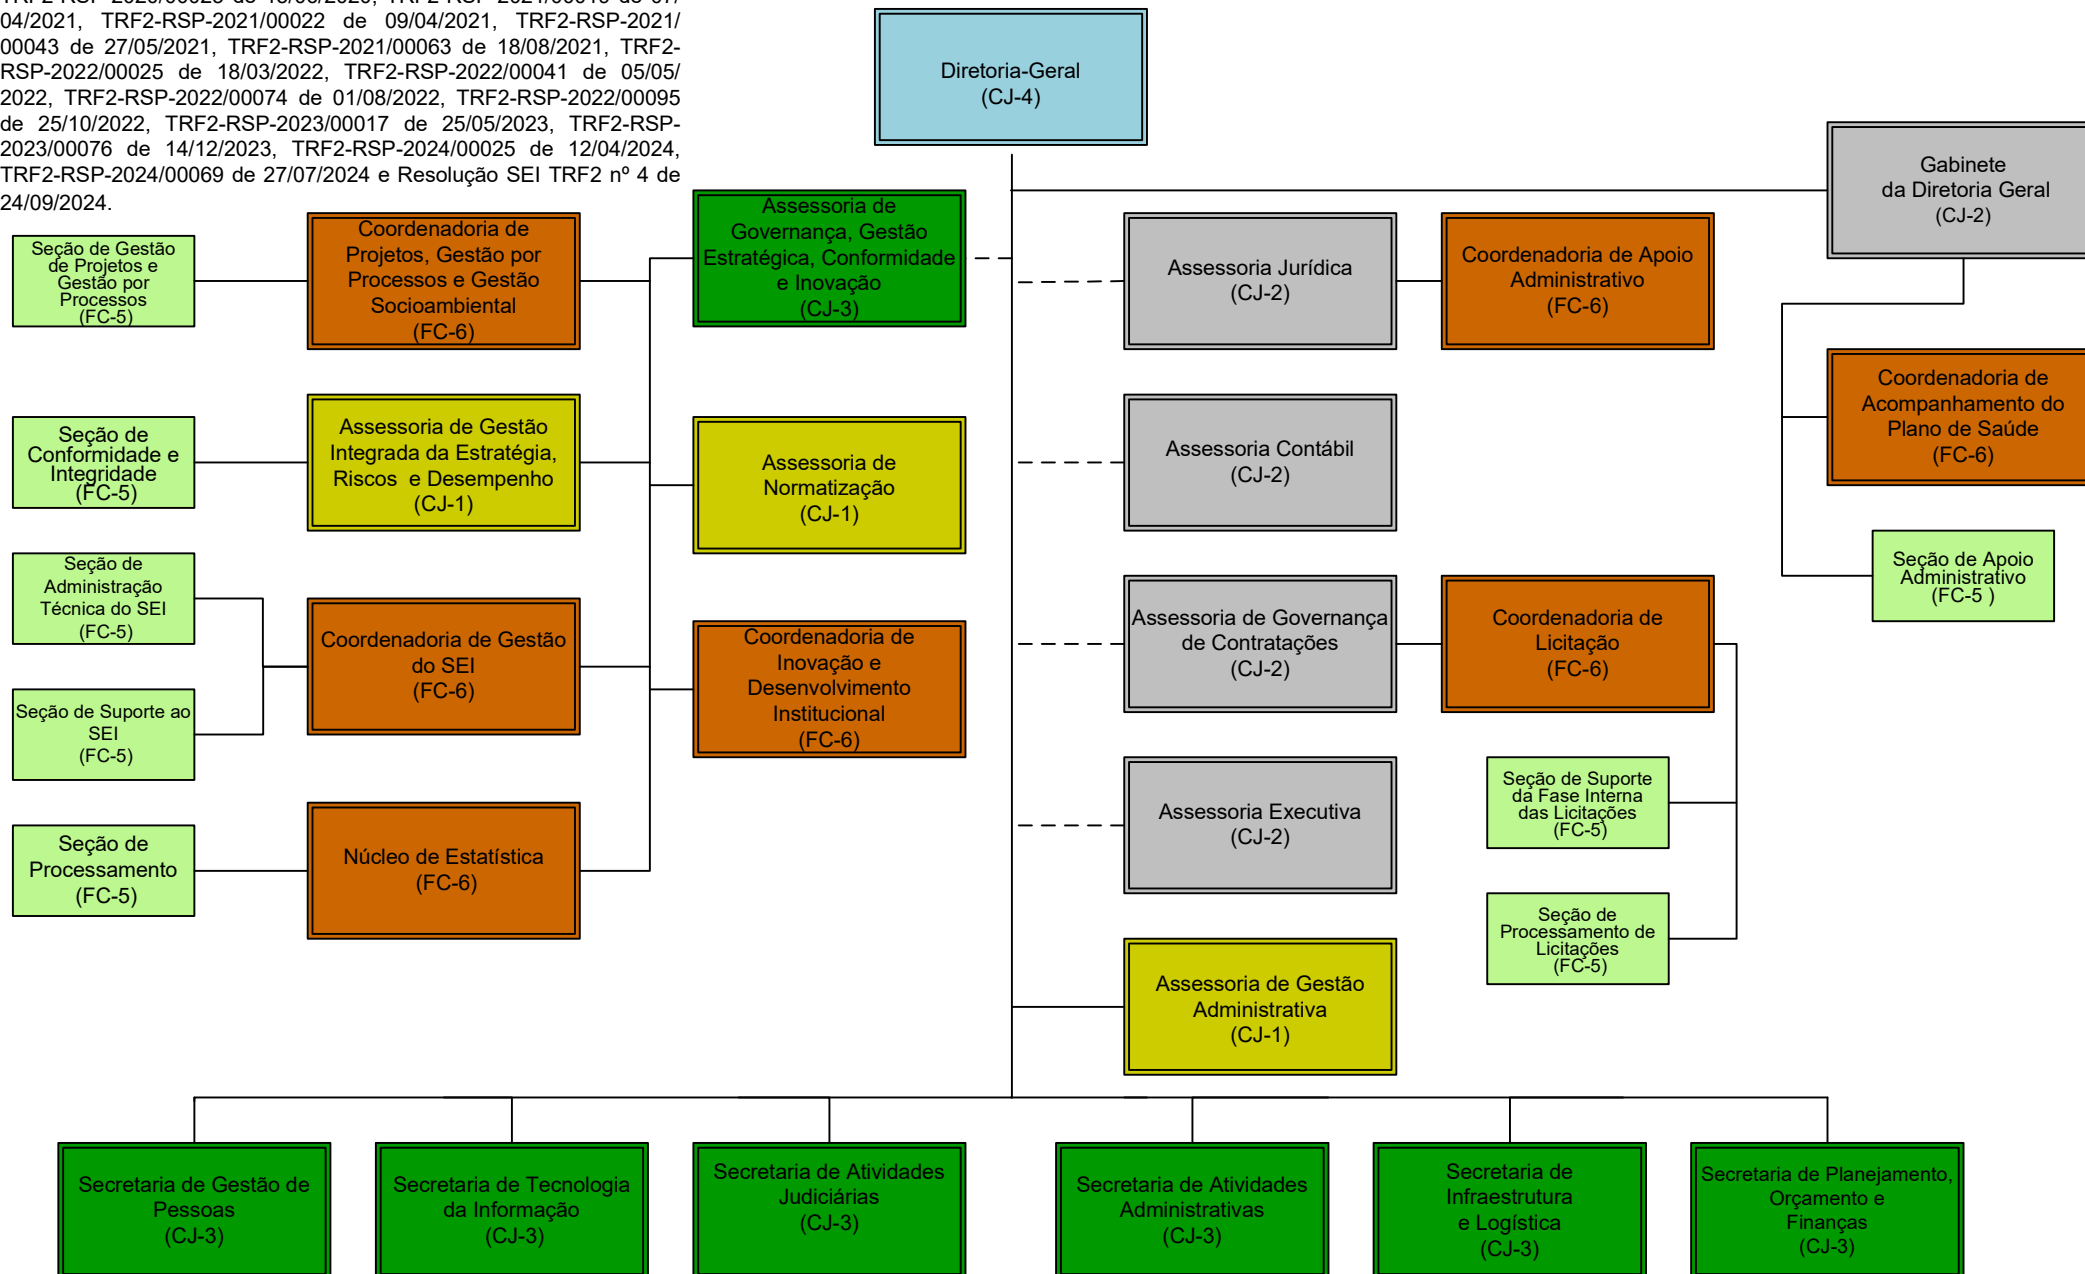 04/2021, TRF2-RSP-2021/00022 de 09/04/2021, TRF2-RSP-2021/
00043 de 27/05/2021, TRF2-RSP-2021/00063 de 18/08/2021, TRF2-
RSP-2022/00025 de 18/03/2022, TRF2-RSP-2022/00041 de 05/05/
2022, TRF2-RSP-2022/00074 de 01/08/2022, TRF2-RSP-2022/00095
de 25/10/2022, TRF2-RSP-2023/00017 de 25/05/2023, TRF2-RSP-
2023/00076 de 14/12/2023, TRF2-RSP-2024/00025 de 12/04/2024,
TRF2-RSP-2024/00069 de 27/07/2024 e Resolução SEI TRF2 nº 4 de
24/09/2024.
Diretoria-Geral
(CJ-4)
Gabinete
da Diretoria Geral
(CJ-2)
Seção de Gestão
de Projetos e
Gestão por
Processos
(FC-5)
Coordenadoria de
Projetos, Gestão por
Processos e Gestão
Socioambiental
(FC-6)
Assessoria de
Governança, Gestão
Estratégica, Conformidade
e Inovação
(CJ-3)
Assessoria Jurídica
(CJ-2)
Coordenadoria de Apoio
Administrativo
(FC-6)
Coordenadoria de
Acompanhamento do
Plano de Saúde
(FC-6)
Seção de
Conformidade e
Integridade
(FC-5)
Assessoria de Gestão
Integrada da Estratégia,
Riscos e Desempenho
(CJ-1)
Assessoria de
Normatização
(CJ-1)
Assessoria Contábil
(CJ-2)
Seção de Apoio
Administrativo
(FC-5 )
Seção de
Administração
Técnica do SEI
(FC-5)
Seção de Suporte ao
SEI
(FC-5)
Coordenadoria de Gestão
do SEI
(FC-6)
Coordenadoria de
Inovação e
Desenvolvimento
Institucional
(FC-6)
Assessoria de Governança
de Contratações
(CJ-2)
Coordenadoria de
Licitação
(FC-6)
Seção de
Processamento
(FC-5)
Núcleo de Estatística
(FC-6)
Assessoria Executiva
(CJ-2)
Seção de Suporte
da Fase Interna
das Licitações
(FC-5)
Seção de
Processamento de
Licitações
(FC-5)
Assessoria de Gestão
Administrativa
(CJ-1)
Secretaria de Gestão de
Pessoas
(CJ-3)
Secretaria de Tecnologia
da Informação
(CJ-3)
Secretaria de Atividades
Judiciárias
(CJ-3)
Secretaria de Atividades
Administrativas
(CJ-3)
Secretaria de
Infraestrutura
e Logística
(CJ-3)
Secretaria de Planejamento,
Orçamento e
Finanças
(CJ-3)